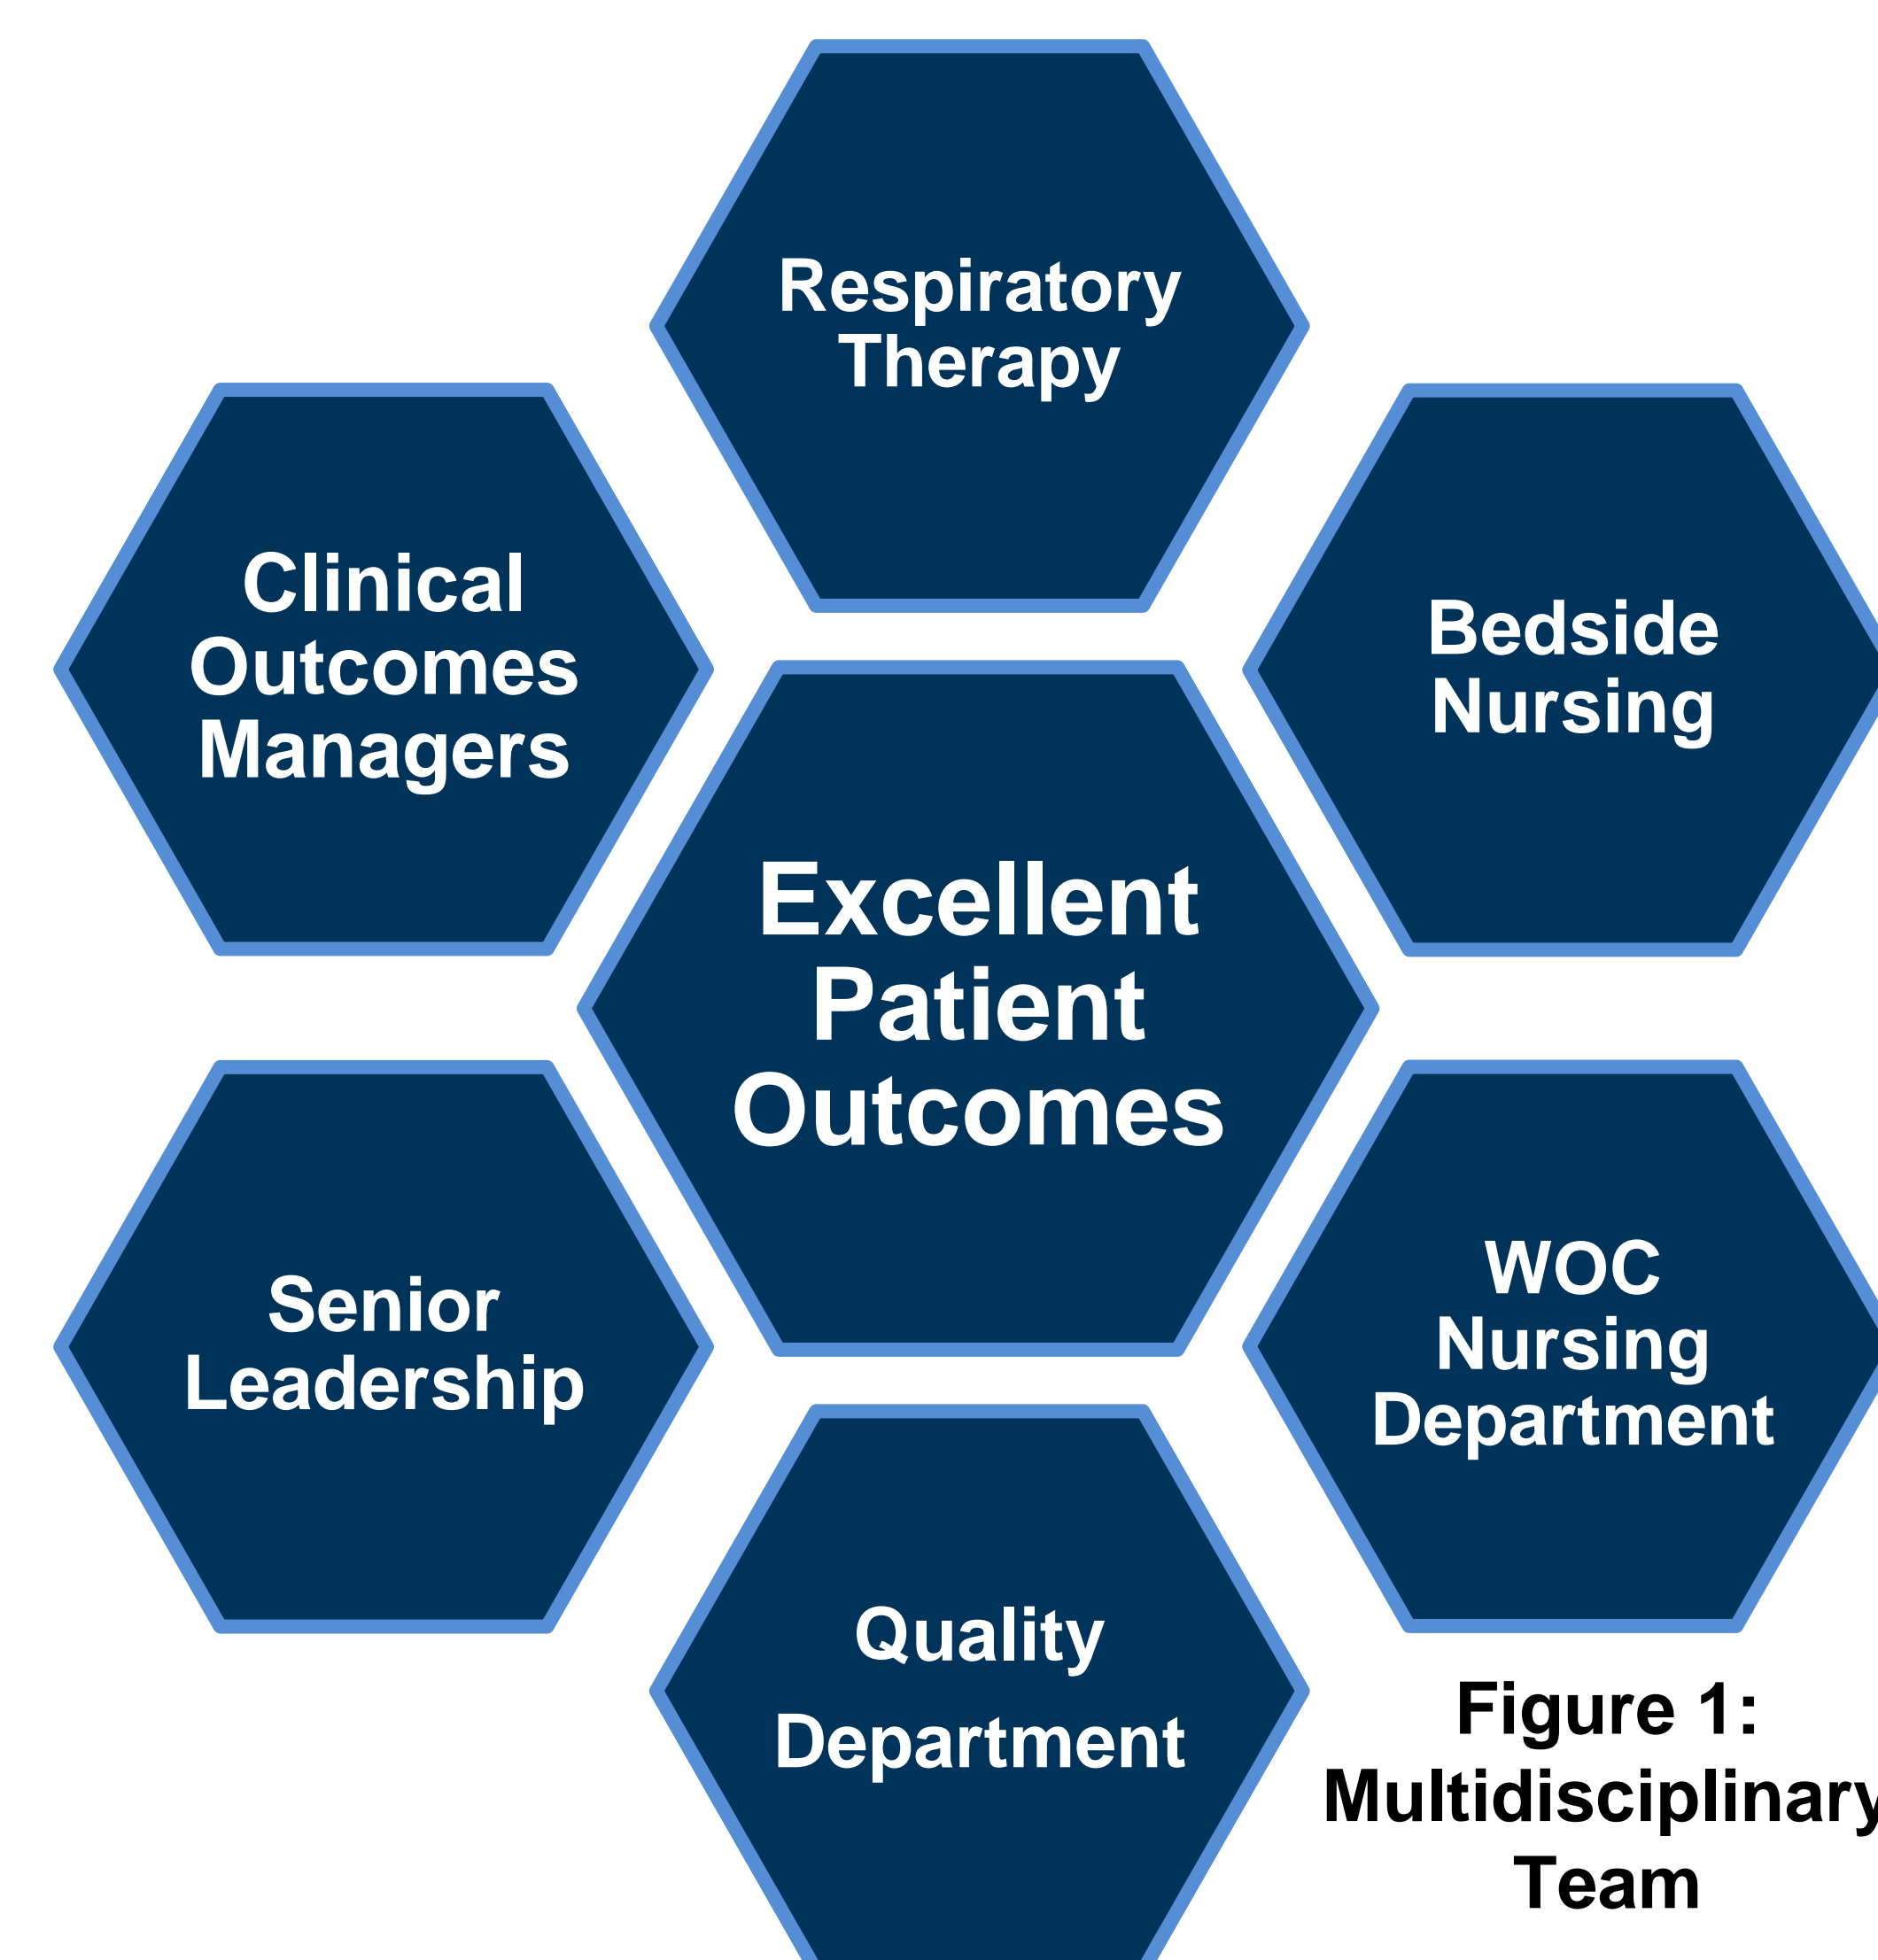 Respiratory
Therapy
Clinical
Outcomes
Managers
Bedside
Nursing
Excellent
Patient
Outcomes
Senior
Leadership
WOC
Nursing
Department
Quality
Department
Figure 1:
Multidisciplinary
Team